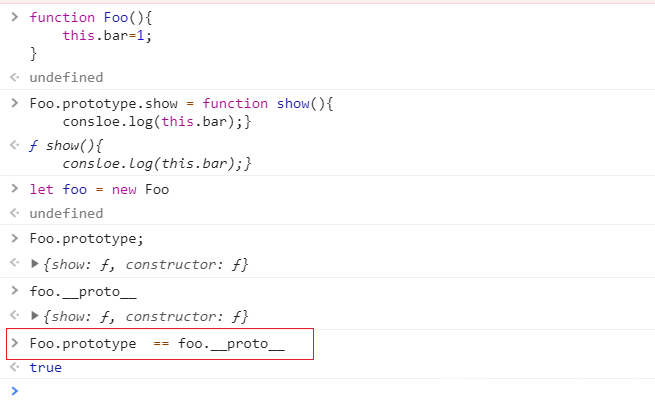 > function Foo(){
this.bar=1;
}
undefined
> Foo.prototype.show = function show(){
consloe.log(this.bar);}
ƒ show(){
consloe.log(this.bar);}
> let foo = new Foo
undefined
> Foo.prototype;
▶{show: ƒ, constructor: ƒ}
> foo.__proto__
▶{show: ƒ, constructor: ƒ}
> Foo.prototype  == foo.__proto__
true
>